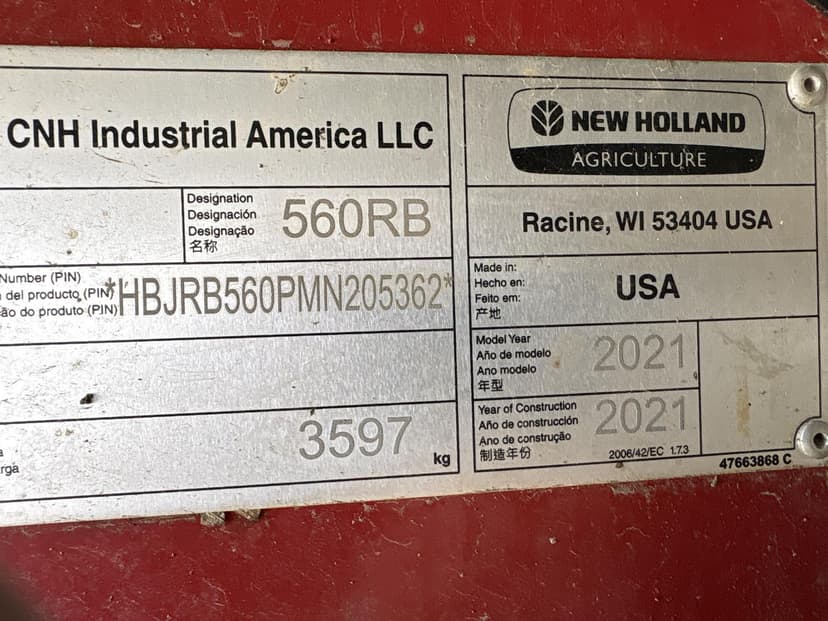 CNH Industrial America LLC
Designation
Designación
Designação
名称
560RB
Number (PIN)
del producto (PIN)
ão do produto (PIN)
*HBJRB560PMN205362*
3597
kg
rga
NEW HOLLAND
AGRICULTURE
Racine, WI 53404 USA
Made in:
Hecho en:
Feito em:
产地
USA
Model Year
Año de modelo
Ano modelo
年型
2021
Year of Construction
Año de construcción
Ano de construção
制造年份
2021
2006/42/EC 1.7.3
47663868 C